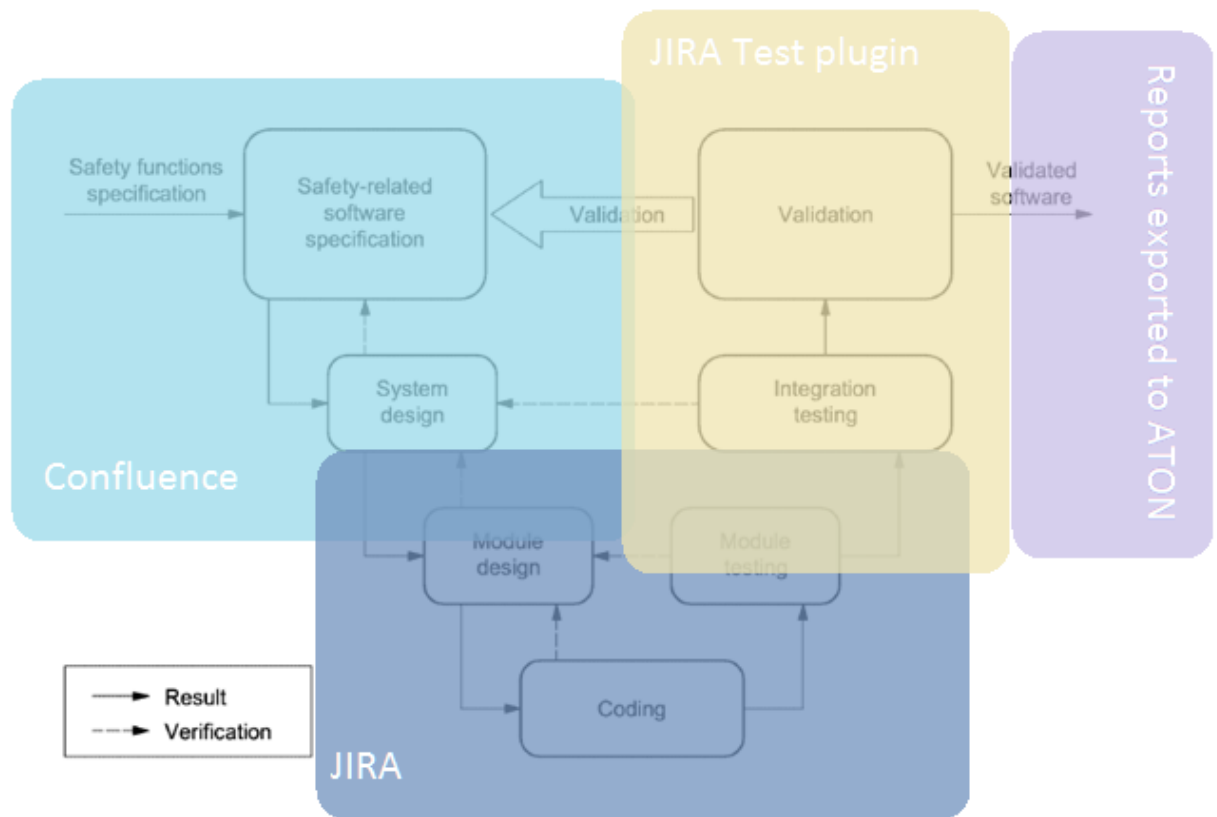 JIRA Test plugin
Reports exported to ATON
Safety functions
specification
Safety-related
software
specification
Validation
Validation
Validated
software
System
design
Integration
testing
Confluence
Module
design
Module
testing
Coding
Result
Verification
JIRA